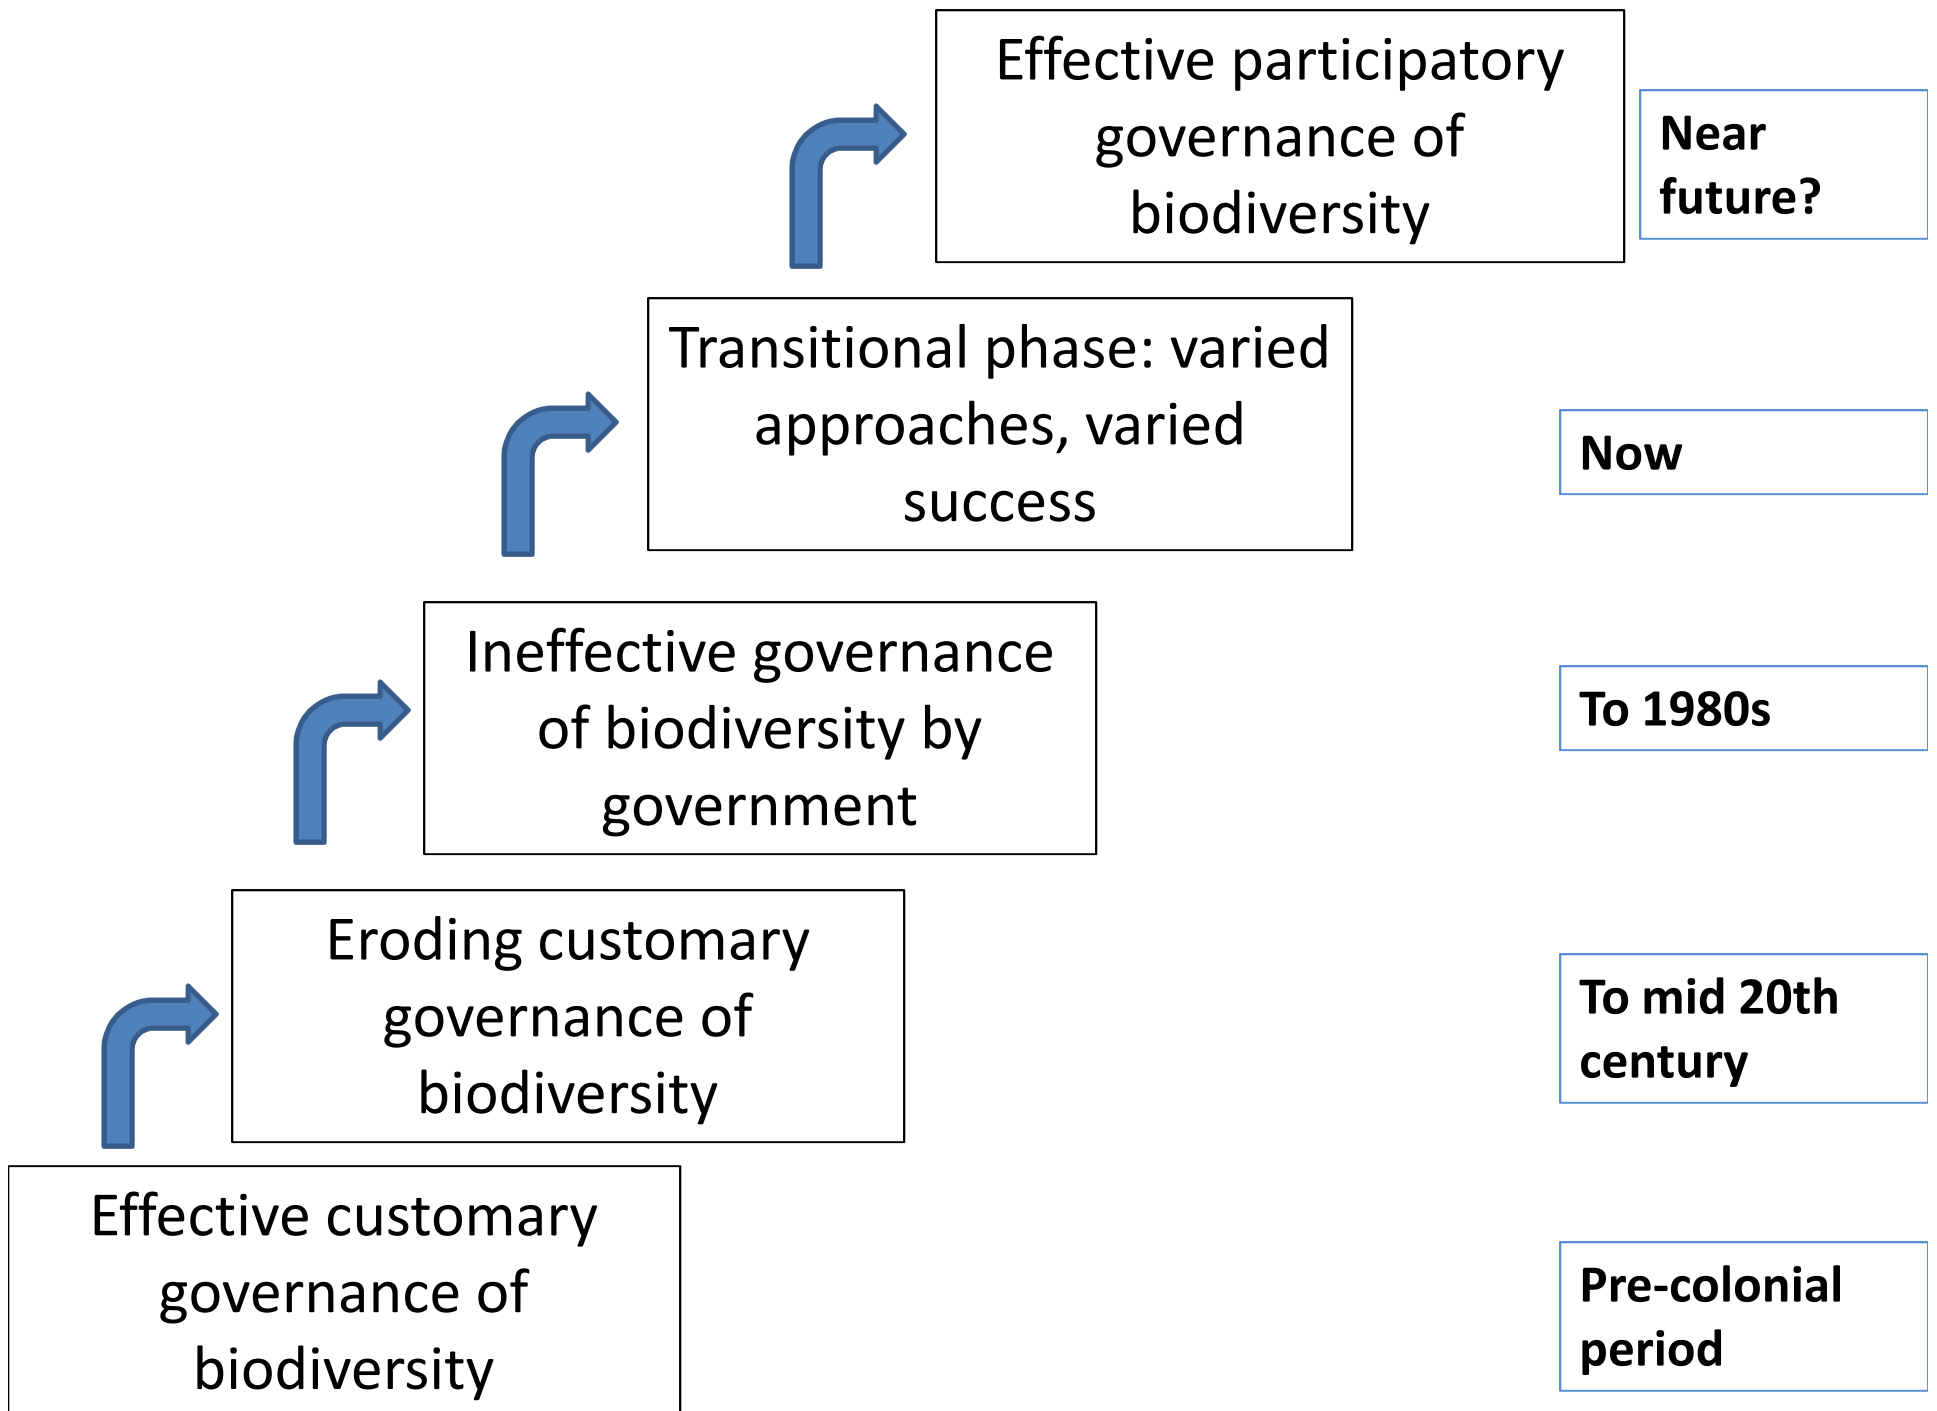 Effective participatory
governance of
biodiversity
Near
future?
Transitional phase: varied
approaches, varied
success
Now
Ineffective governance
of biodiversity by
government
To 1980s
Eroding customary
governance of
biodiversity
To mid 20th
century
Effective customary
governance of
biodiversity
Pre-colonial
period